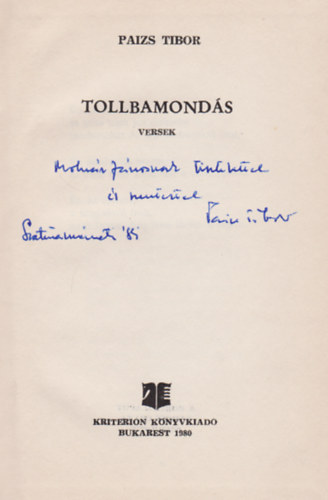 PAIZS TIBOR
TOLLBAMONDÁS
VERSEK
Molnár Jánosnak tisztelettel
és szeretettel
Paizs Tibor
Szatmárnémeti '85
KRITERION KÖNYVKIADÓ
BUKAREST 1980